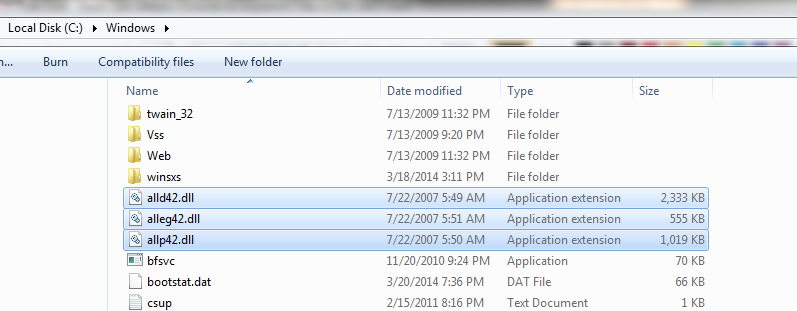 Local Disk (C:) Windows
n... Burn Compatibility files New folder
Name Date modified Type Size
twain_32 7/13/2009 11:32 PM File folder
Vss 7/13/2009 9:20 PM File folder
Web 7/13/2009 11:32 PM File folder
winsxs 3/18/2014 3:11 PM File folder
alld42.dll 7/22/2007 5:49 AM Application extension 2,333 KB
alleg42.dll 7/22/2007 5:51 AM Application extension 555 KB
allp42.dll 7/22/2007 5:50 AM Application extension 1,019 KB
bfsvc 11/20/2010 9:24 PM Application 70 KB
bootstat.dat 3/20/2014 7:36 PM DAT File 66 KB
csup 2/15/2011 8:16 PM Text Document 1 KB